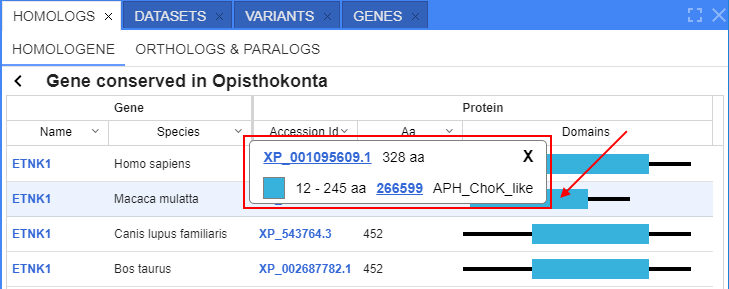 HOMOLOGS X DATASETS VARIANTS GENES
HOMOLOGENE ORTHOLOGS & PARALOGS
Gene conserved in Opisthokonta
Gene Protein
Name Species Accession Id Aa Domains
XP_001095609.1 328 aa X
ETNK1 Homo sapiens
12 - 245 aa 266599 APH_ChoK_like
ETNK1 Macaca mulatta
ETNK1 Canis lupus familiaris XP_543764.3 452
ETNK1 Bos taurus XP_002687782.1 452